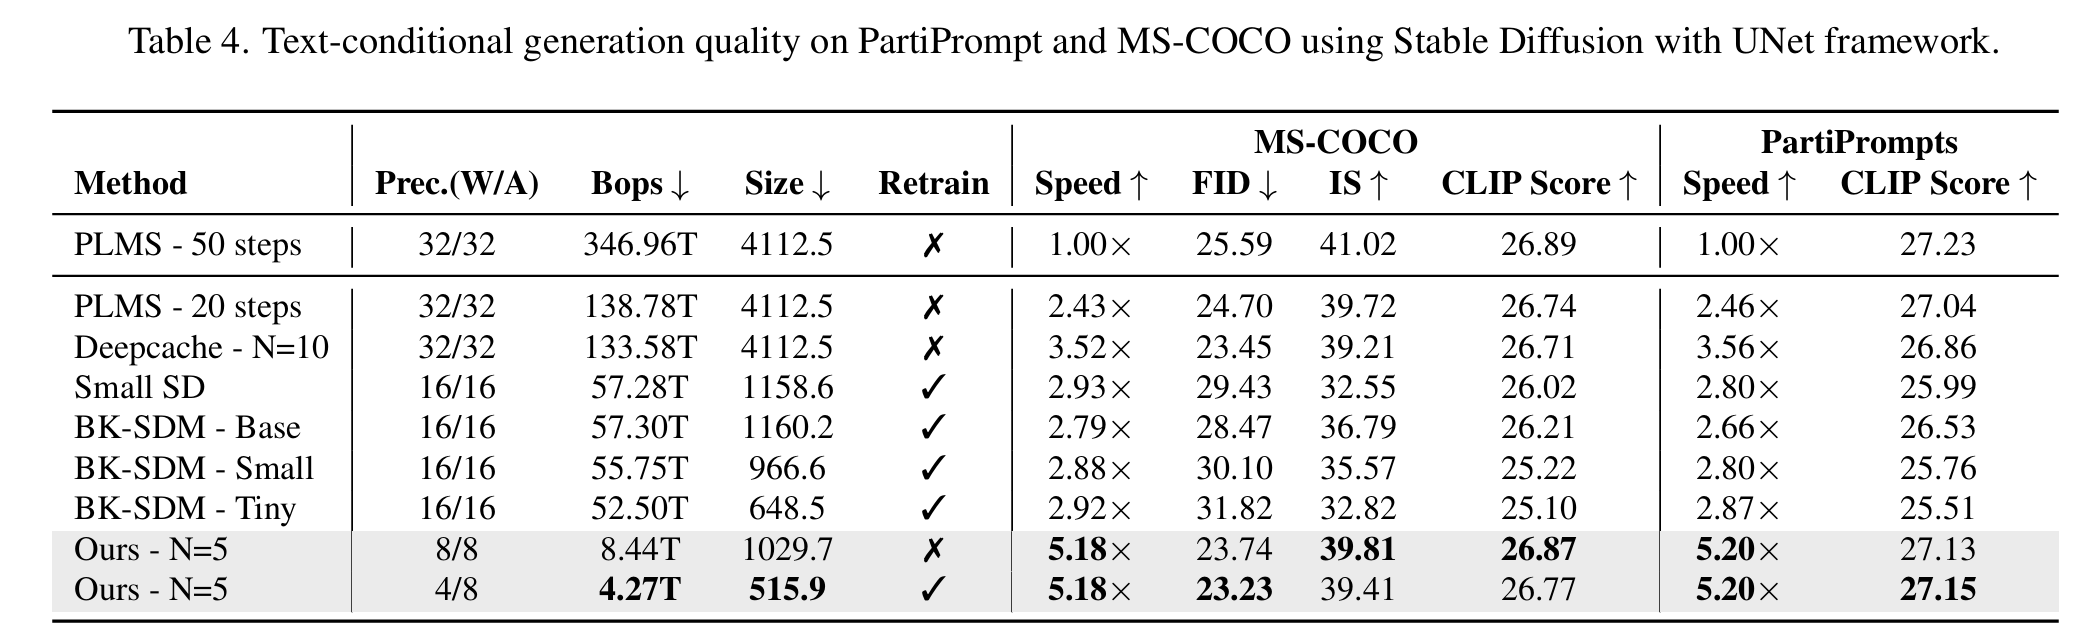 Table 4. Text-conditional generation quality on PartiPrompt and MS-COCO using Stable Diffusion with UNet framework.
MS-COCO PartiPrompts
Method Prec.(W/A) Bops ↓ Size ↓ Retrain Speed ↑ FID ↓ IS ↑ CLIP Score ↑ Speed ↑ CLIP Score ↑
PLMS - 50 steps 32/32 346.96T 4112.5 ✗ 1.00× 25.59 41.02 26.89 1.00× 27.23
PLMS - 20 steps 32/32 138.78T 4112.5 ✗ 2.43× 24.70 39.72 26.74 2.46× 27.04
Deepcache - N=10 32/32 133.58T 4112.5 ✗ 3.52× 23.45 39.21 26.71 3.56× 26.86
Small SD 16/16 57.28T 1158.6 ✓ 2.93× 29.43 32.55 26.02 2.80× 25.99
BK-SDM - Base 16/16 57.30T 1160.2 ✓ 2.79× 28.47 36.79 26.21 2.66× 26.53
BK-SDM - Small 16/16 55.75T 966.6 ✓ 2.88× 30.10 35.57 25.22 2.80× 25.76
BK-SDM - Tiny 16/16 52.50T 648.5 ✓ 2.92× 31.82 32.82 25.10 2.87× 25.51
Ours - N=5 8/8 8.44T 1029.7 ✗ 5.18× 23.74 39.81 26.87 5.20× 27.13
Ours - N=5 4/8 4.27T 515.9 ✓ 5.18× 23.23 39.41 26.77 5.20× 27.15